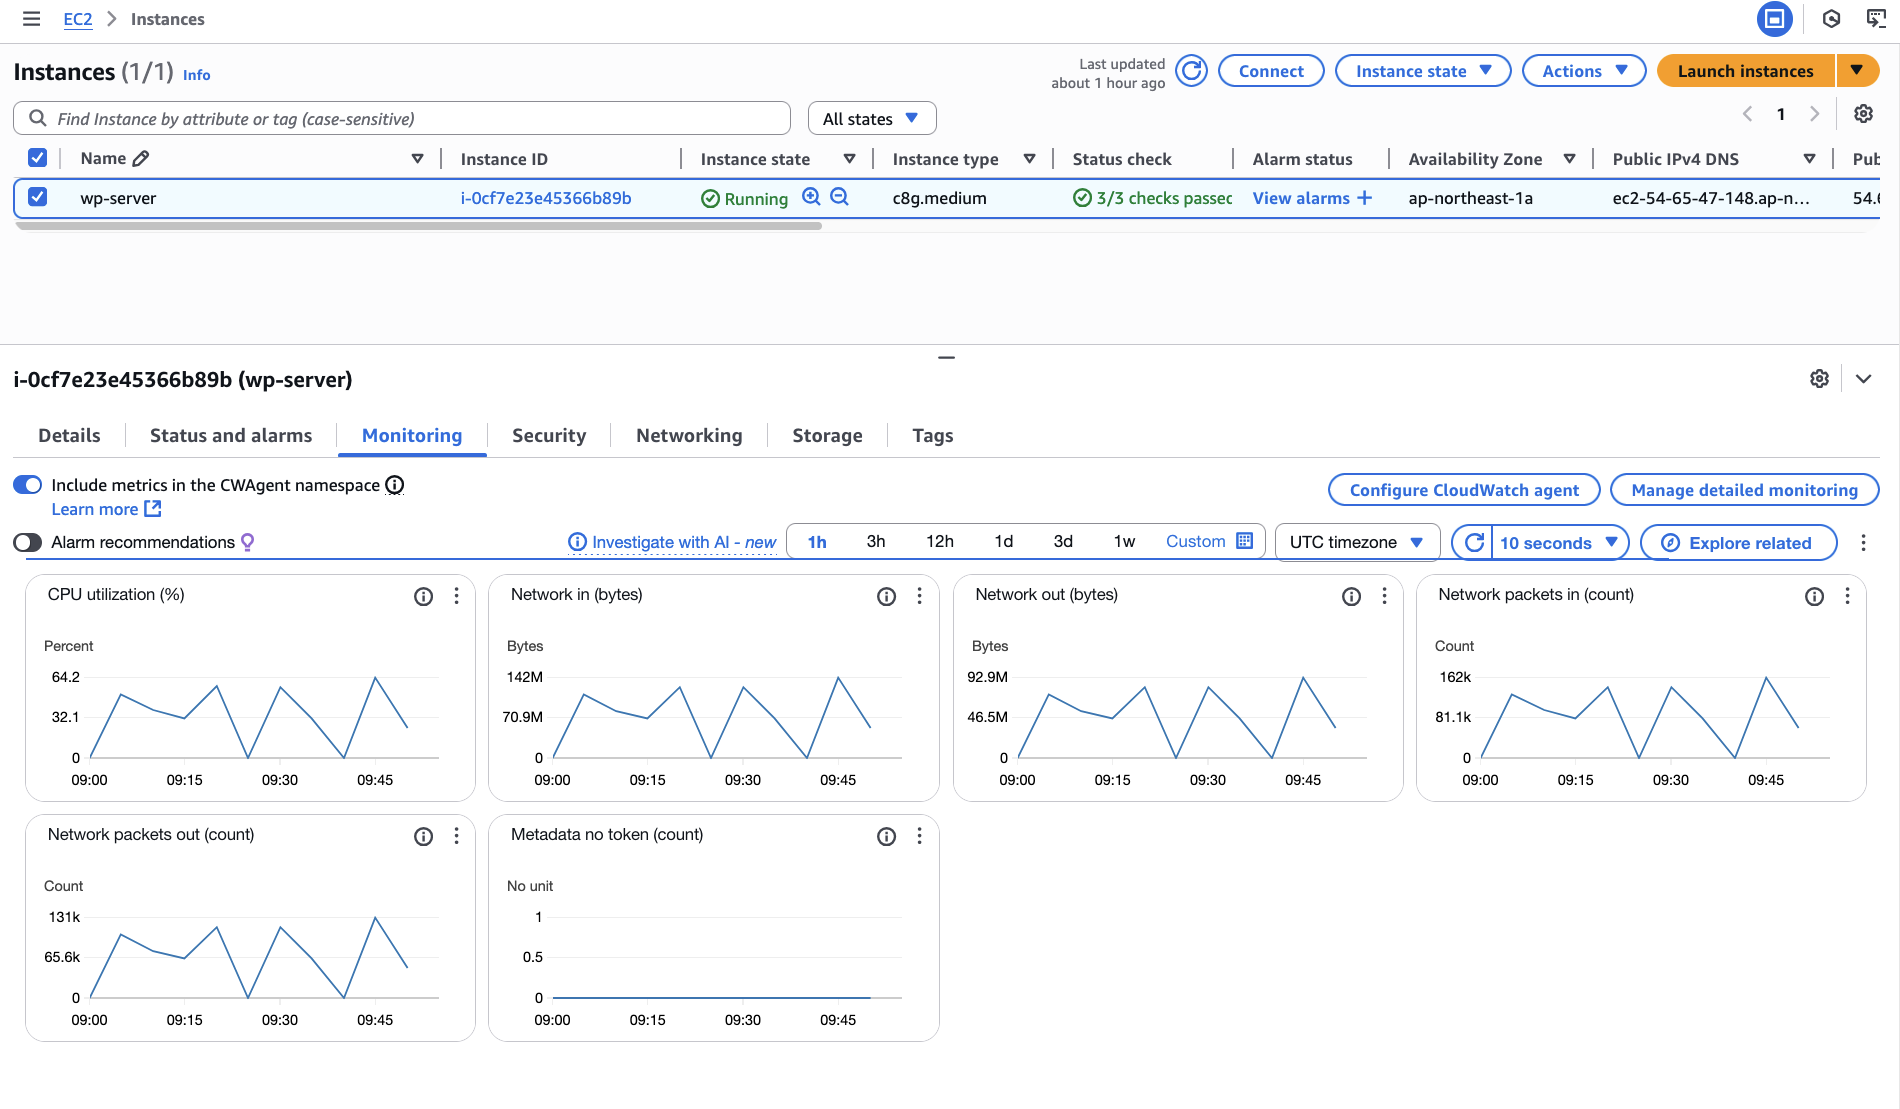 EC2 > Instances
Instances (1/1) Info
Last updated
about 1 hour ago
Connect
Instance state
Actions
Launch instances
Find Instance by attribute or tag (case-sensitive)
All states
1
Name
Instance ID
Instance state
Instance type
Status check
Alarm status
Availability Zone
Public IPv4 DNS
Pub
wp-server
i-0cf7e23e45366b89b
Running
c8g.medium
3/3 checks passec
View alarms +
ap-northeast-1a
ec2-54-65-47-148.ap-n...
54.6
i-0cf7e23e45366b89b (wp-server)
Details
Status and alarms
Monitoring
Security
Networking
Storage
Tags
Include metrics in the CWAgent namespace
Learn more
Configure CloudWatch agent
Manage detailed monitoring
Alarm recommendations
Investigate with AI - new
1h
3h
12h
1d
3d
1w
Custom
UTC timezone
10 seconds
Explore related
CPU utilization (%)
Percent
64.2
32.1
0
09:00 09:15 09:30 09:45
Network in (bytes)
Bytes
142M
70.9M
0
09:00 09:15 09:30 09:45
Network out (bytes)
Bytes
92.9M
46.5M
0
09:00 09:15 09:30 09:45
Network packets in (count)
Count
162k
81.1k
0
09:00 09:15 09:30 09:45
Network packets out (count)
Count
131k
65.6k
0
09:00 09:15 09:30 09:45
Metadata no token (count)
No unit
1
0.5
0
09:00 09:15 09:30 09:45